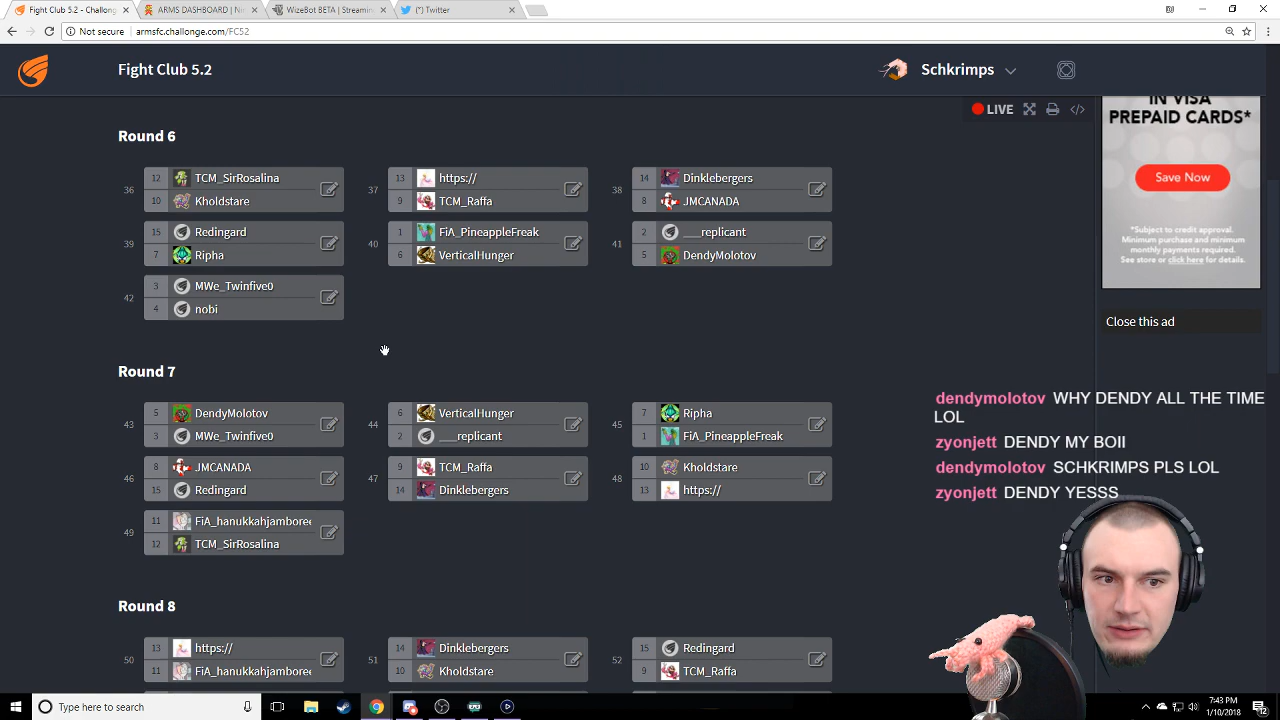 Fight Club 5.2 - Challong
ARMS DASHBOARD | Ni
WizeBot BETA | Streamin
(*) Twitter
Not secure | armsfc.challonge.com/FC52
Fight Club 5.2
Schkrimps
LIVE
IN VISA
PREPAID CARDS*
Save Now
*Subject to credit approval.
Minimum purchase and minimum
monthly payments required.
See store or click here for details.
Close this ad
Round 6
36
12 TCM_SirRosalina
10 Kholdstare
37
13 https://
9 TCM_Raffa
38
14 Dinklebergers
8 JMCANADA
39
15 Redingard
7 Ripha
40
1 FiA_PineappleFreak
6 VerticalHunger
41
2 ___replicant
5 DendyMolotov
42
3 MWe_Twinfive0
4 nobi
Round 7
43
5 DendyMolotov
3 MWe_Twinfive0
44
6 VerticalHunger
2 ___replicant
45
7 Ripha
1 FiA_PineappleFreak
46
8 JMCANADA
15 Redingard
47
9 TCM_Raffa
14 Dinklebergers
48
10 Kholdstare
13 https://
49
11 FiA_hanukkahjamboree
12 TCM_SirRosalina
Round 8
50
13 https://
11 FiA_hanukkahjamboree
51
14 Dinklebergers
10 Kholdstare
52
15 Redingard
9 TCM_Raffa
dendymolotov WHY DENDY ALL THE TIME
LOL
zyonjett DENDY MY BOII
dendymolotov SCHKRIMPS PLS LOL
zyonjett DENDY YESSS
Type here to search
7:43 PM
1/10/2018
12